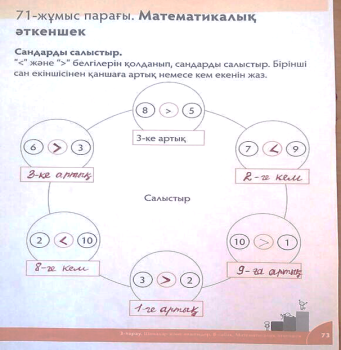 71-жұмыс парағы. Математикалық
әткеншек
Сандарды салыстыр.
"<" және ">" белгілерін қолданып, сандарды салыстыр. Бірінші
сан екіншісінен қаншаға артық немесе кем екенін жаз.
8 > 5
3-ке артық
6 > 3
3-ке артық
7 < 9
2-ге кем
Салыстыр
2 < 10
8-ге кем
10 > 1
9-ға артық
3 > 2
1-ге артық
73